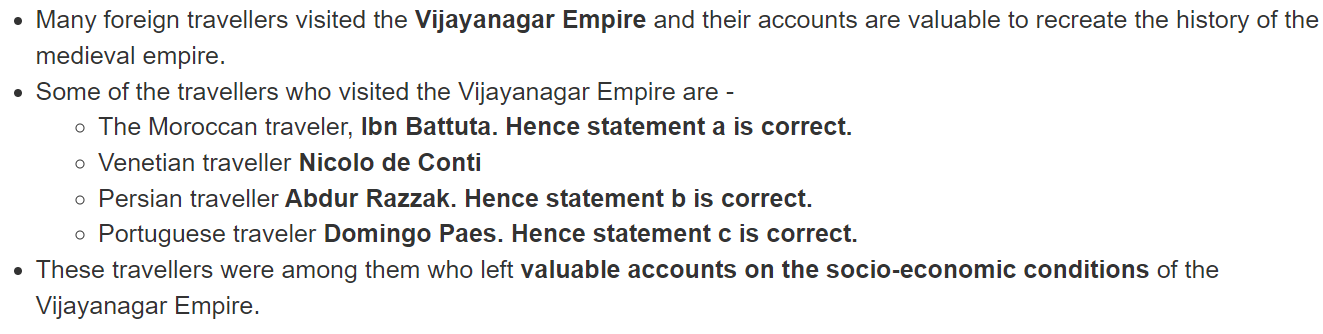 • Many foreign travellers visited the Vijayanagar Empire and their accounts are valuable to recreate the history of the
medieval empire.
• Some of the travellers who visited the Vijayanagar Empire are -
◦ The Moroccan traveler, Ibn Battuta. Hence statement a is correct.
◦ Venetian traveller Nicolo de Conti
◦ Persian traveller Abdur Razzak. Hence statement b is correct.
◦ Portuguese traveler Domingo Paes. Hence statement c is correct.
• These travellers were among them who left valuable accounts on the socio-economic conditions of the
Vijayanagar Empire.